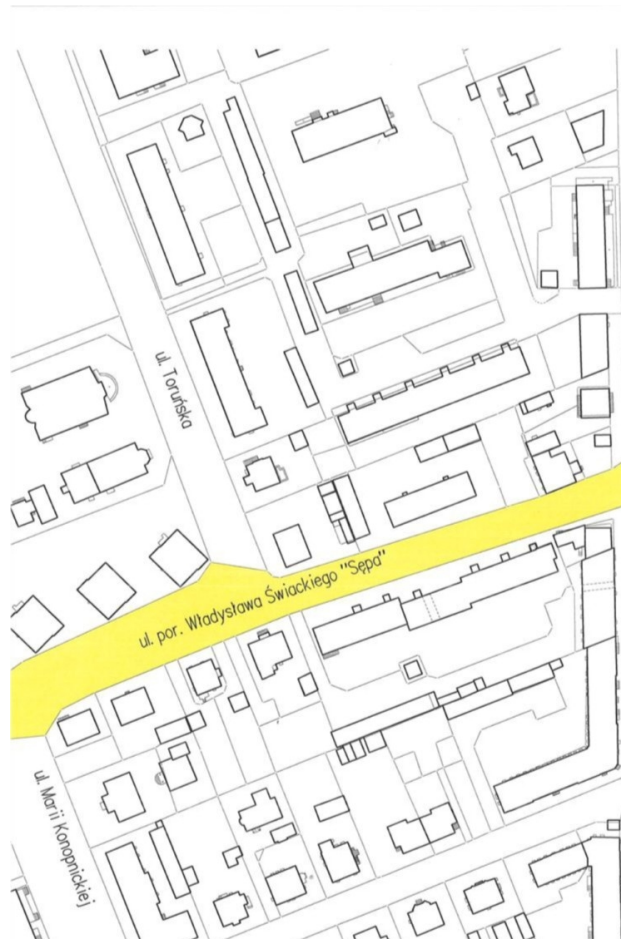 ul. Toruńska
ul. por. Władysława Świackiego "Sępa"
ul. Marii Konopnickiej